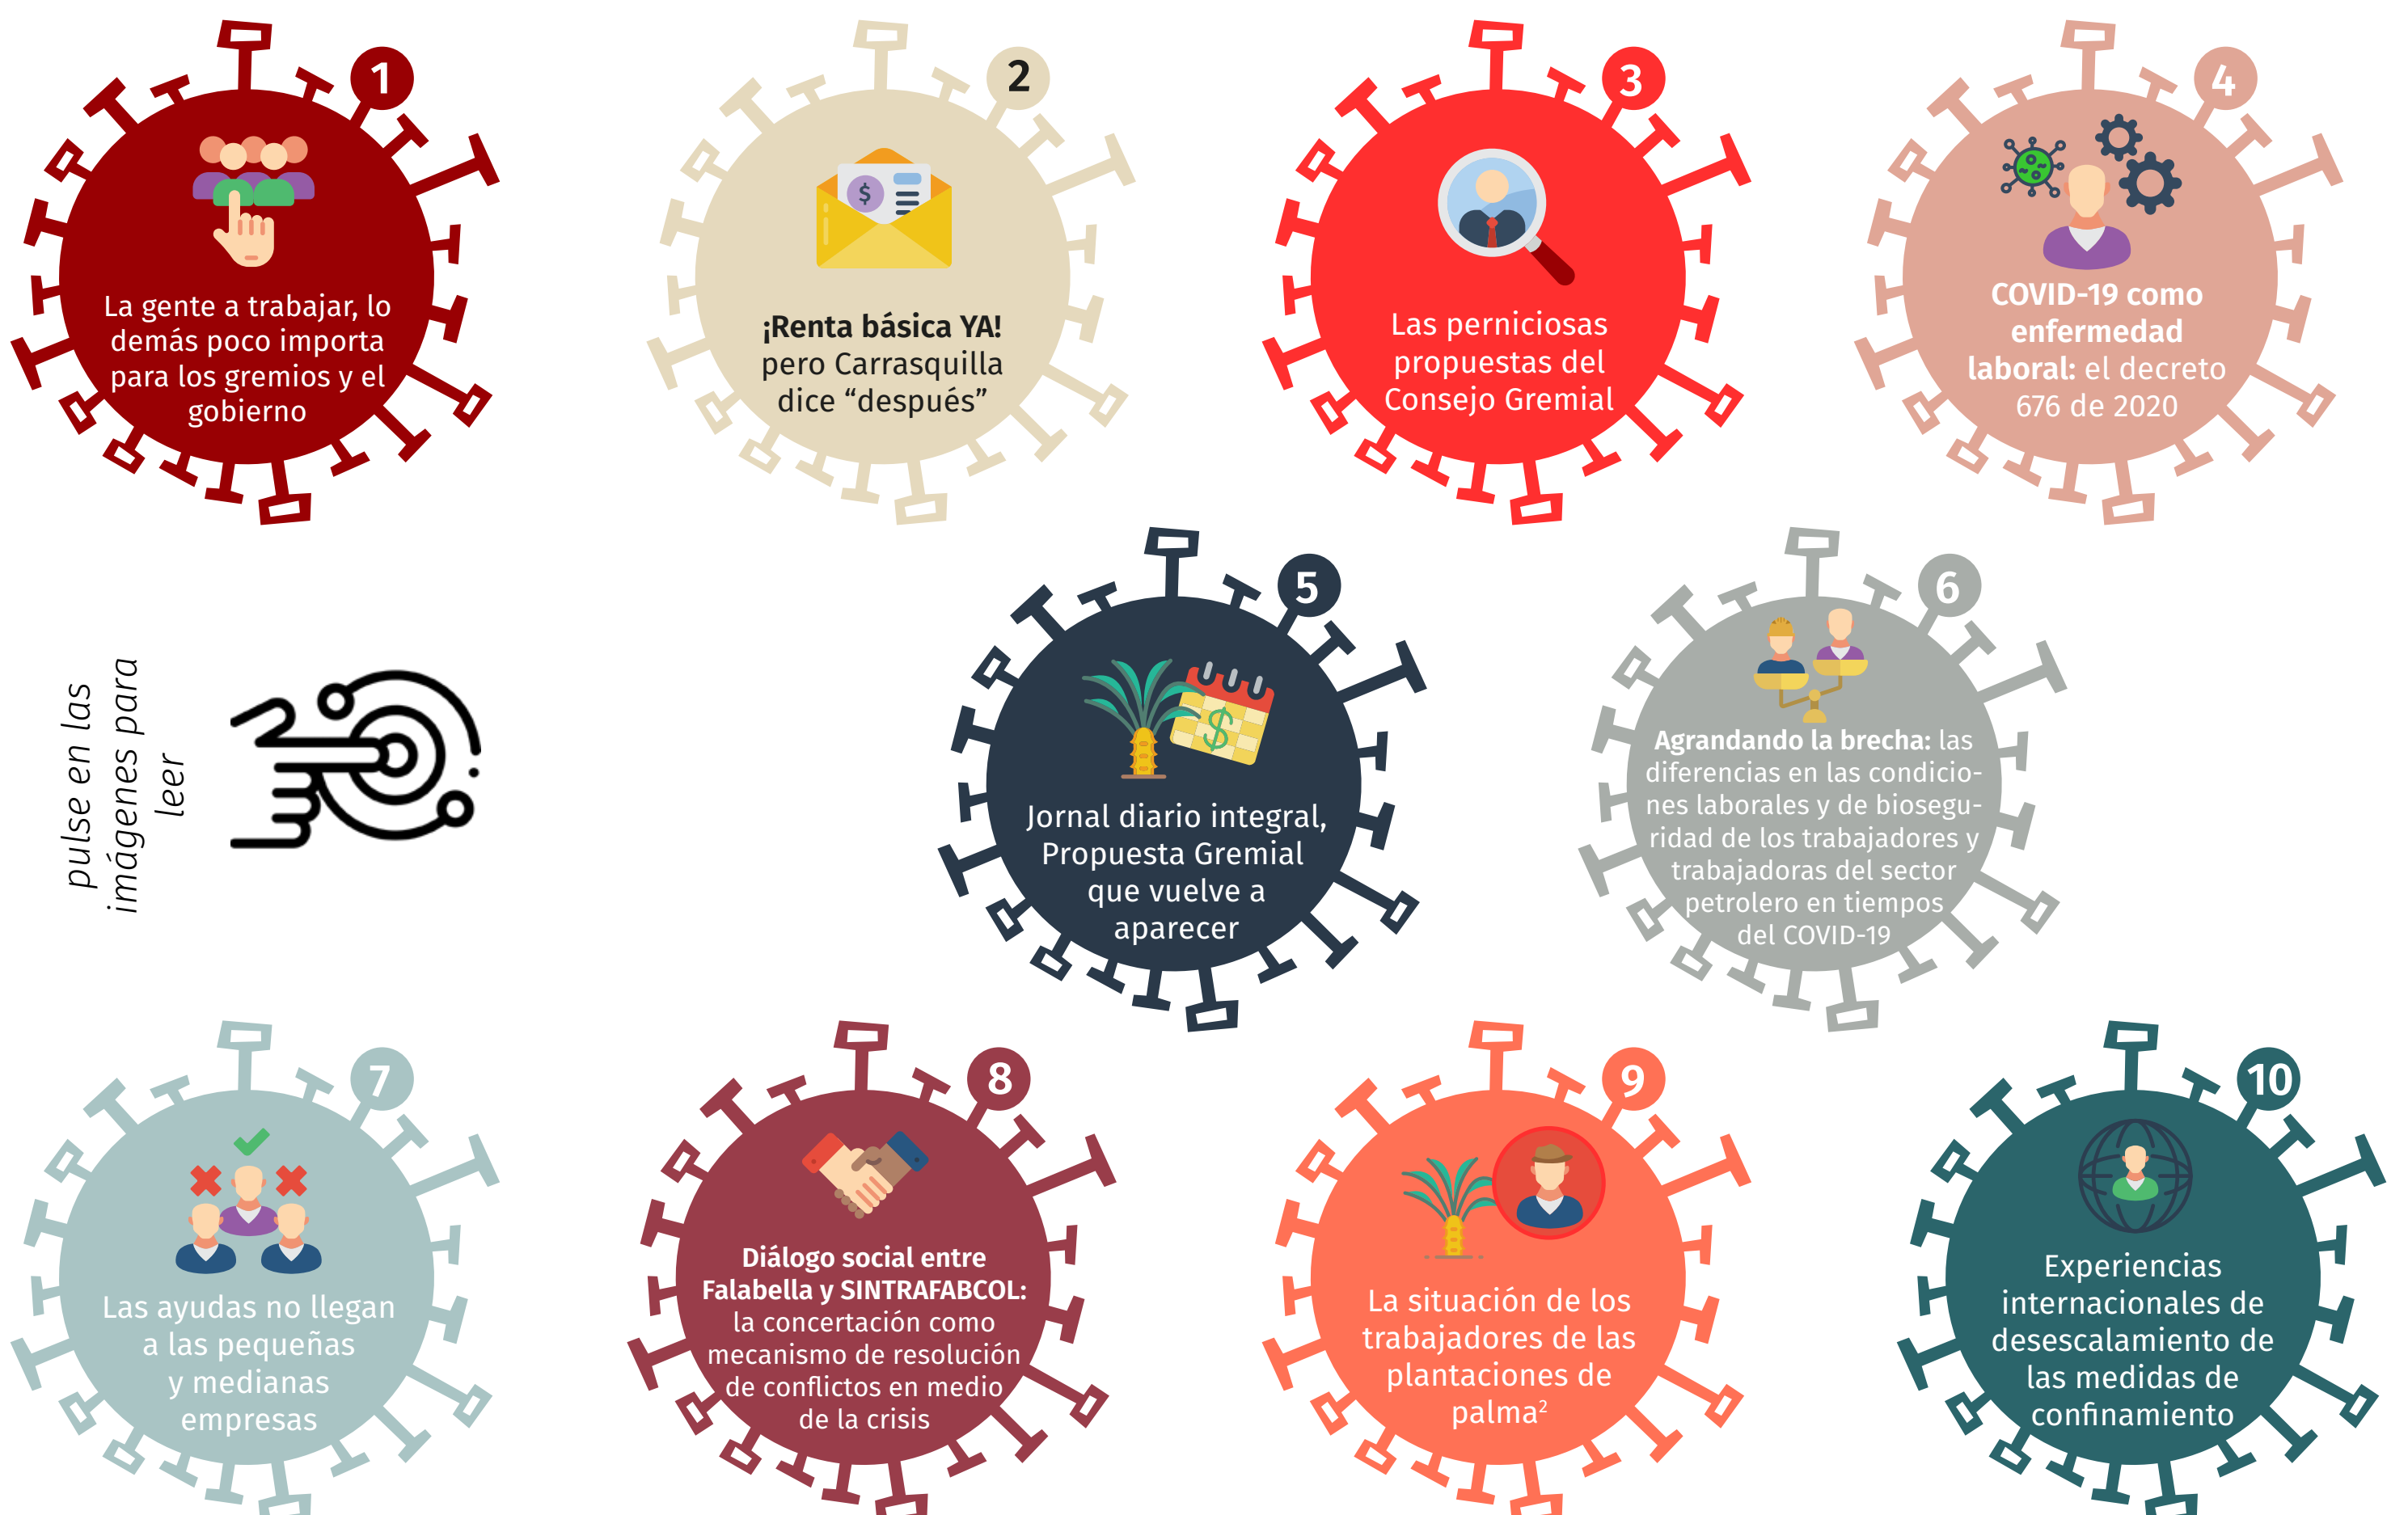 1
La gente a trabajar, lo
demás poco importa
para los gremios y el
gobierno
2
$
¡Renta básica YA!
pero Carrasquilla
dice “después”
3
Las perniciosas
propuestas del
Consejo Gremial
4
COVID-19 como
enfermedad
laboral: el decreto
676 de 2020
pulse en las
imágenes para
leer
5
$
Jornal diario integral,
Propuesta Gremial
que vuelve a
aparecer
6
Agrandando la brecha: las
diferencias en las condicio-
nes laborales y de biosegu-
ridad de los trabajadores y
trabajadoras del sector
petrolero en tiempos
del COVID-19
7
Las ayudas no llegan
a las pequeñas
y medianas
empresas
8
Diálogo social entre
Falabella y SINTRAFABCOL:
la concertación como
mecanismo de resolución
de conflictos en medio
de la crisis
9
La situación de los
trabajadores de las
plantaciones de
palma²
10
Experiencias
internacionales de
desescalamiento de
las medidas de
confinamiento